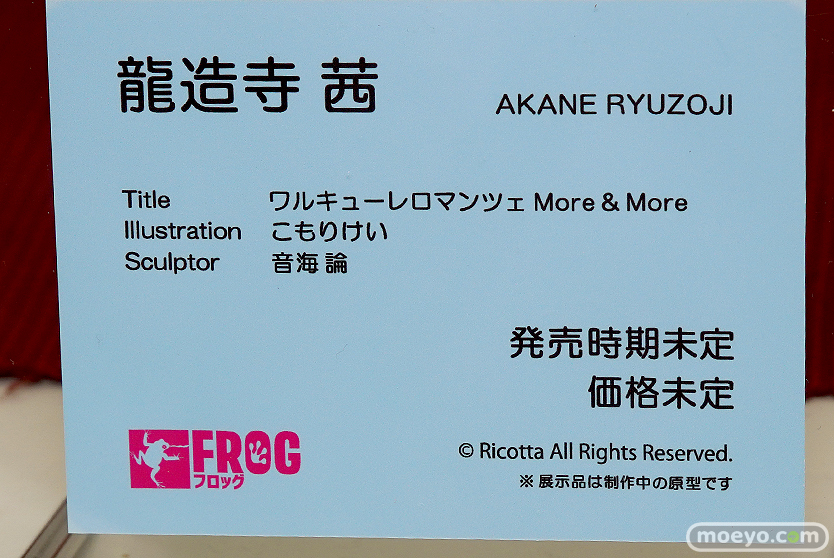 龍造寺 茜
AKANE RYUZOJI
Title ワルキューレロマンツェ More & More
Illustration こもりけい
Sculptor 音海 論
発売時期未定
価格未定
FROG
フロッグ
© Ricotta All Rights Reserved.
※ 展示品は制作中の原型です
moeyo.com